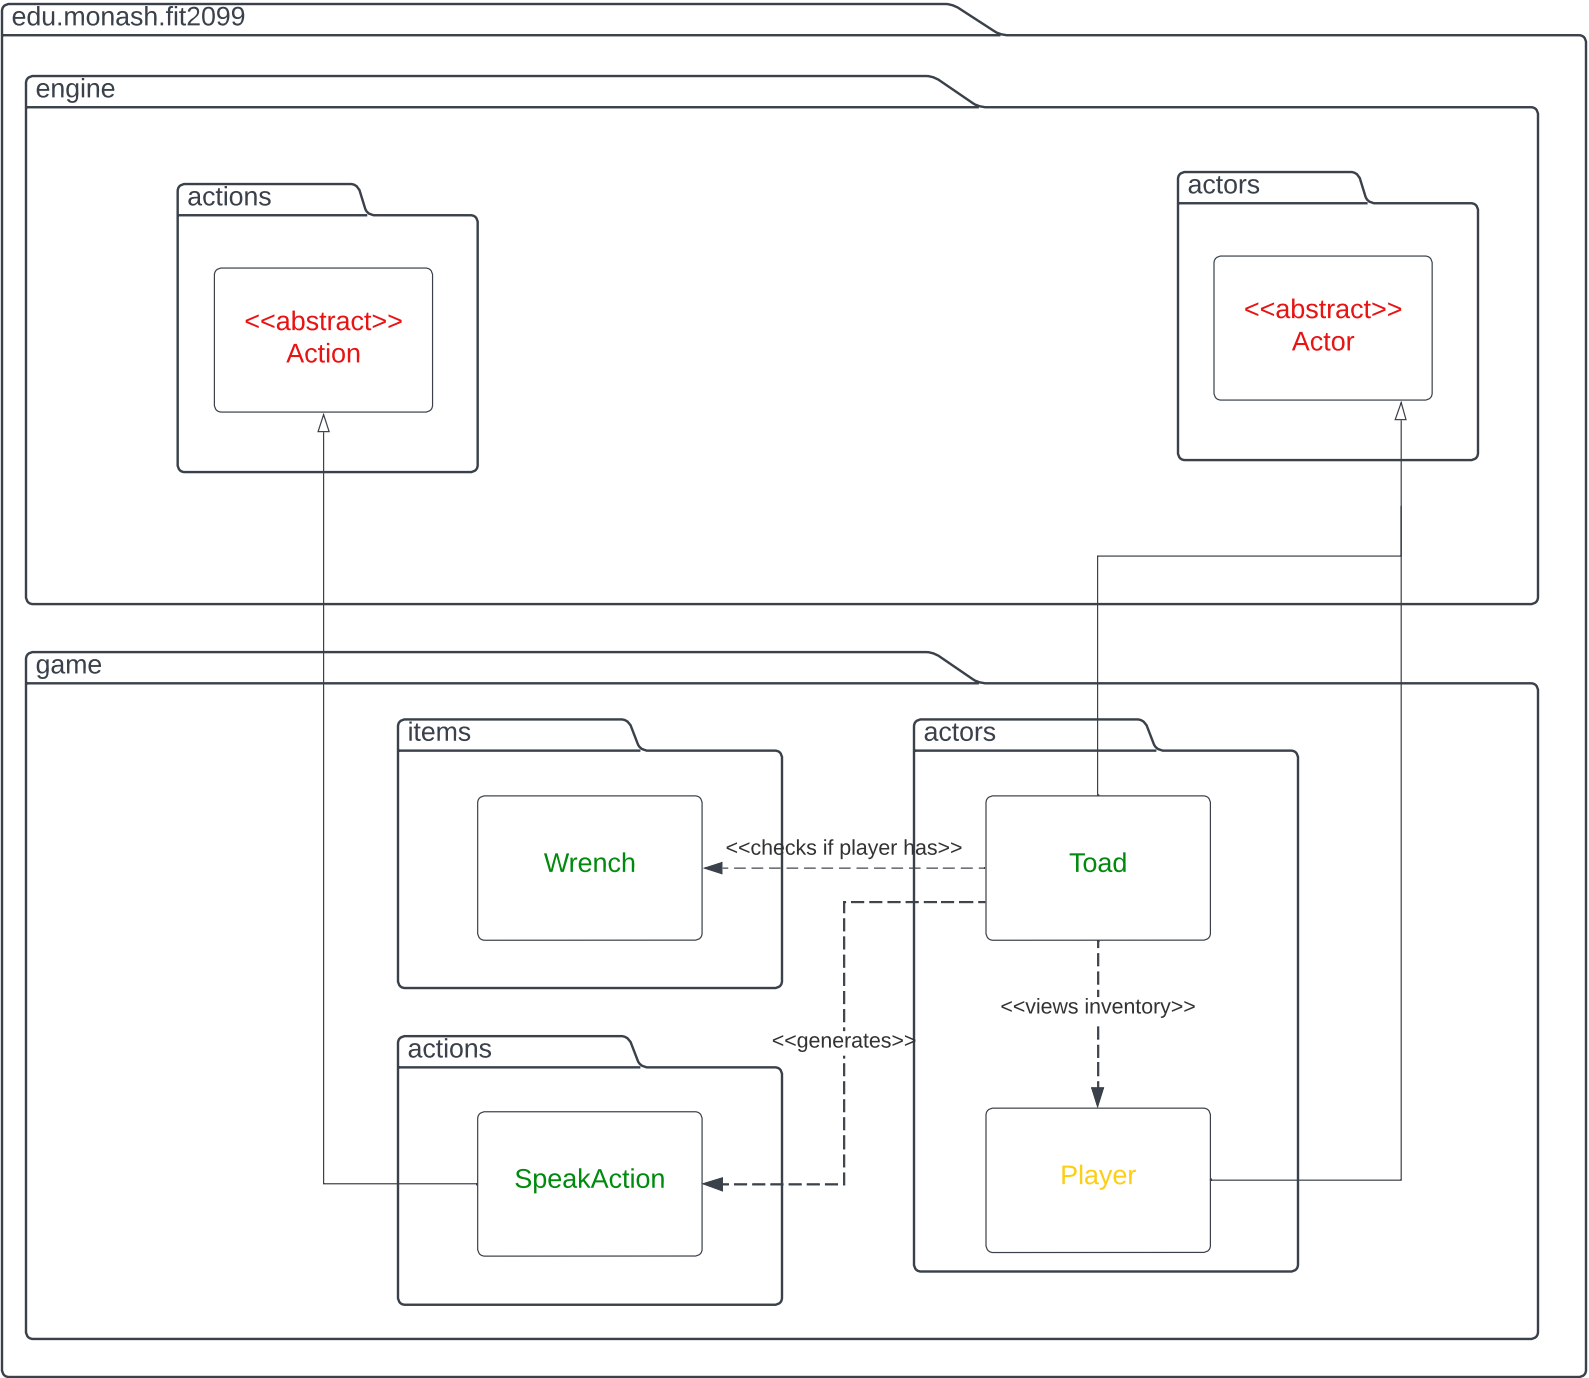 edu.monash.fit2099
engine
actions
actors
<<abstract>>
Action
<<abstract>>
Actor
game
items
actors
Wrench
<<checks if player has>>
Toad
<<views inventory>>
<<generates>>
actions
SpeakAction
Player